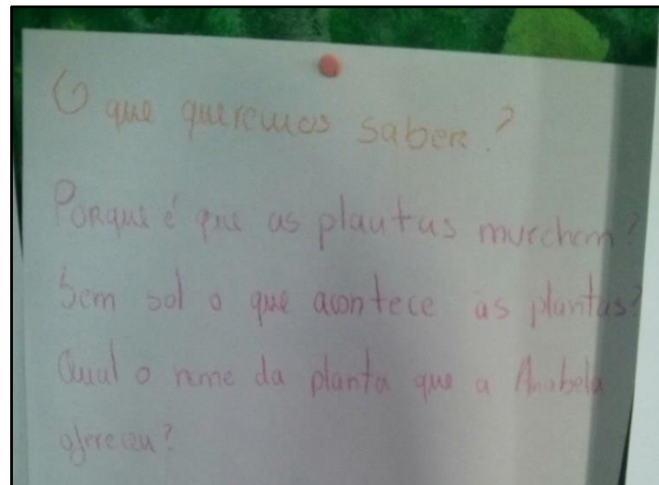 O que queremos saber?
Porque é que as plantas murcham?
Sem sol o que acontece às plantas?
Qual o nome da planta que a Anabela
ofereceu?